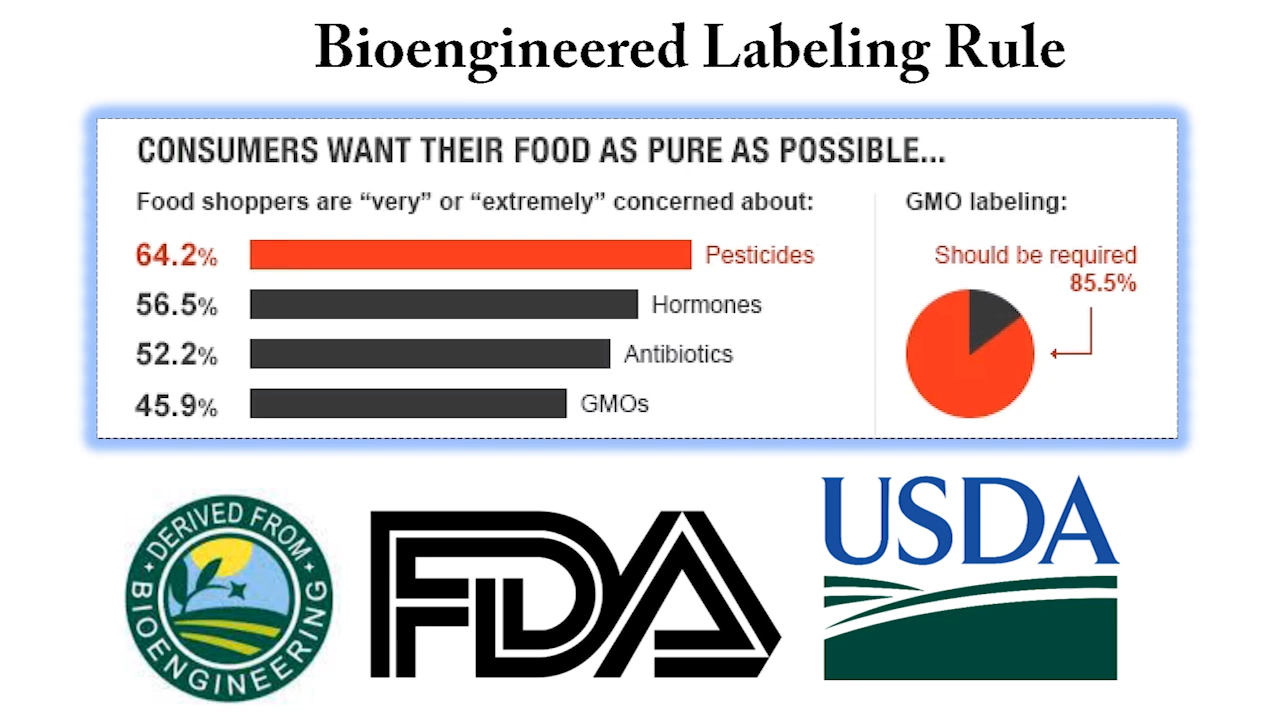 Bioengineered Labeling Rule
CONSUMERS WANT THEIR FOOD AS PURE AS POSSIBLE...
Food shoppers are “very” or “extremely” concerned about:
64.2% Pesticides
56.5% Hormones
52.2% Antibiotics
45.9% GMOs
GMO labeling:
Should be required
85.5%
DERIVED FROM
BIOENGINEERING
FDA
USDA